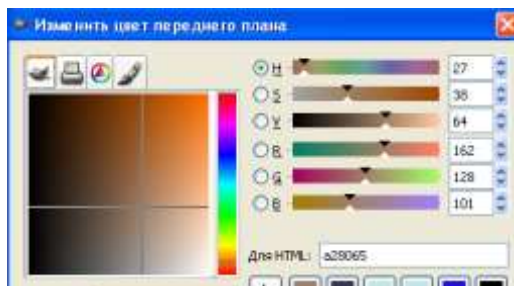 Изменить цвет переднего плана
H 27
S 38
V 64
R 162
G 128
B 101
Для HTML: a28065